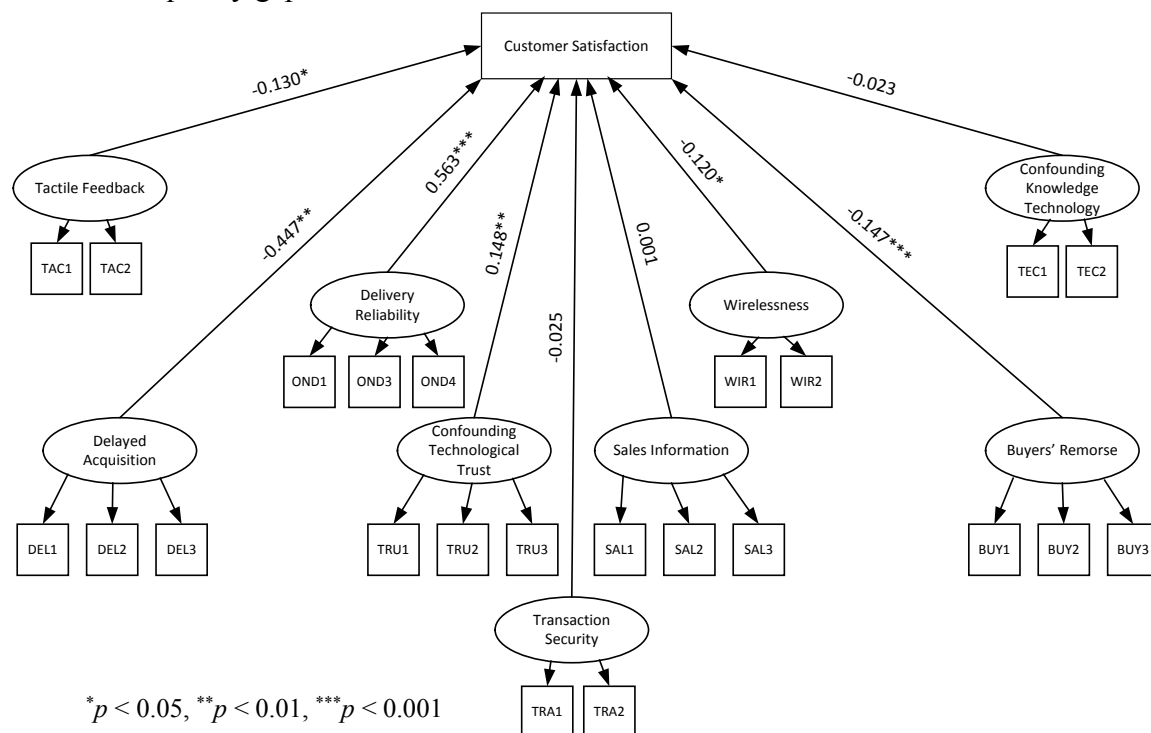 Customer Satisfaction
-0.130*
-0.447**
0.563***
0.148**
-0.025
0.001
-0.120*
-0.147***
-0.023
Tactile Feedback
TAC1
TAC2
Confounding
Knowledge
Technology
TEC1
TEC2
Delivery
Reliability
OND1
OND3
OND4
Wirelessness
WIR1
WIR2
Delayed
Acquisition
DEL1
DEL2
DEL3
Confounding
Technological
Trust
TRU1
TRU2
TRU3
Sales Information
SAL1
SAL2
SAL3
Buyers’ Remorse
BUY1
BUY2
BUY3
Transaction
Security
TRA1
TRA2
*p < 0.05, **p < 0.01, ***p < 0.001